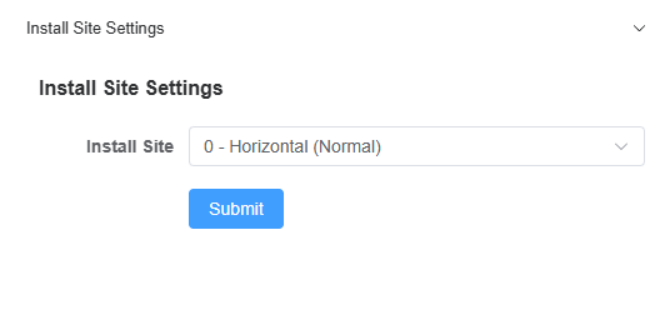 Install Site Settings
Install Site Settings
Install Site
0 - Horizontal (Normal)
Submit